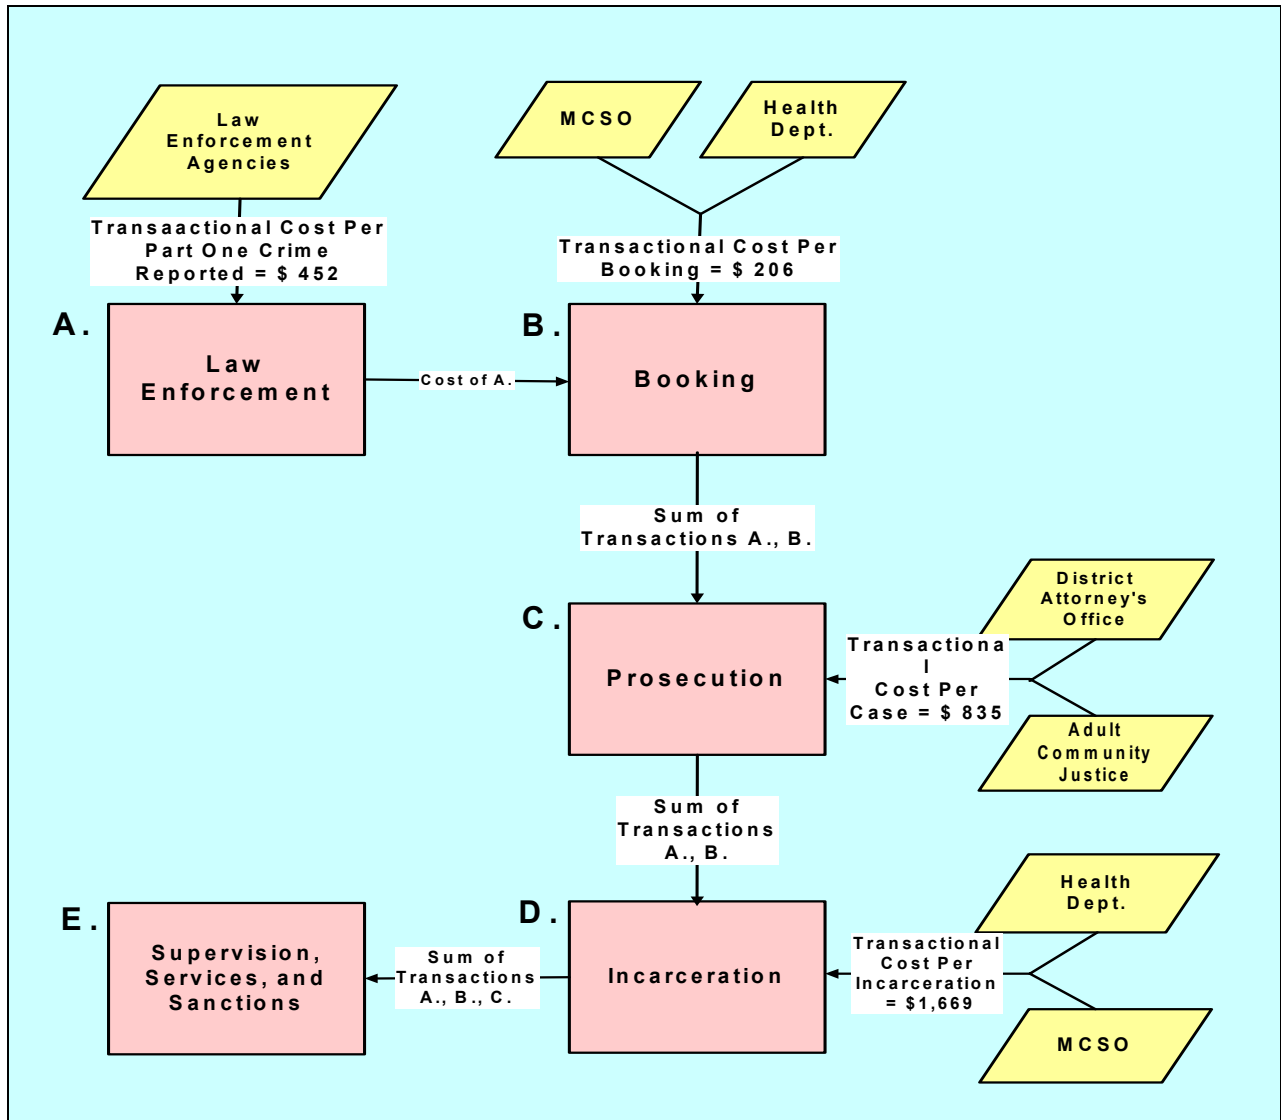 Law
Enforcement
Agencies
MCSO
Health
Dept.
Transaactional Cost Per
Part One Crime
Reported = $ 452
Transactional Cost Per
Booking = $ 206
A.
Law
Enforcement
Cost of A.
B.
Booking
Sum of
Transactions A., B.
C.
Prosecution
District
Attorney's
Office
Transactiona
l
Cost Per
Case = $ 835
Adult
Community
Justice
Sum of
Transactions
A., B.
D.
Incarceration
Health
Dept.
Transactional
Cost Per
Incarceration
= $1,669
MCSO
E.
Supervision,
Services, and
Sanctions
Sum of
Transactions
A., B., C.